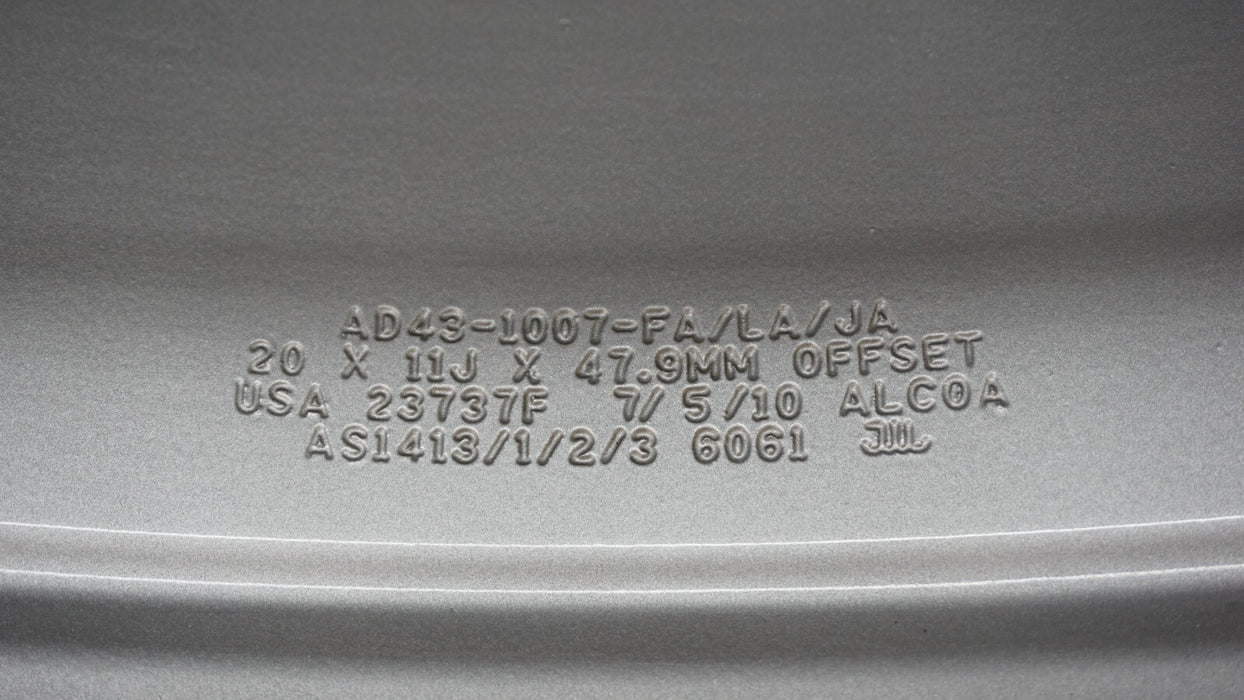 AD43-1007-FA/LA/JA
20 X 11J X 47.9MM OFFSET
USA 23737F 7/5/10 ALCOA
AS1413/1/2/3 6061 JWL